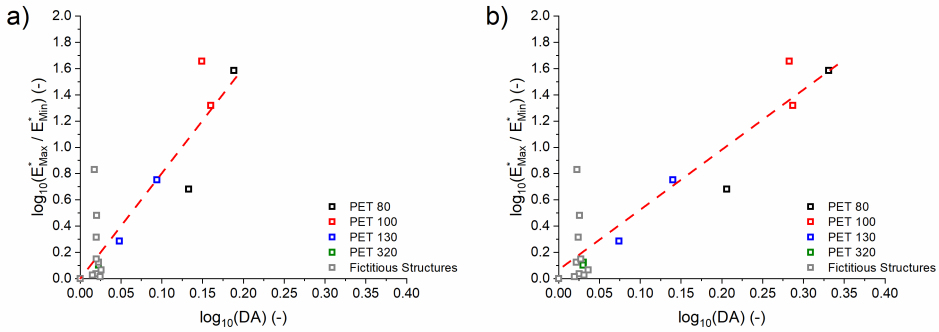 a)
log10(E*Max / E*Min) (-)
2.0
1.8
1.6
1.4
1.2
1.0
0.8
0.6
0.4
0.2
0.0
0.00 0.05 0.10 0.15 0.20 0.25 0.30 0.35 0.40
log10(DA) (-)
PET 80
PET 100
PET 130
PET 320
Fictitious Structures
b)
log10(E*Max / E*Min) (-)
2.0
1.8
1.6
1.4
1.2
1.0
0.8
0.6
0.4
0.2
0.0
0.00 0.05 0.10 0.15 0.20 0.25 0.30 0.35 0.40
log10(DA) (-)
PET 80
PET 100
PET 130
PET 320
Fictitious Structures